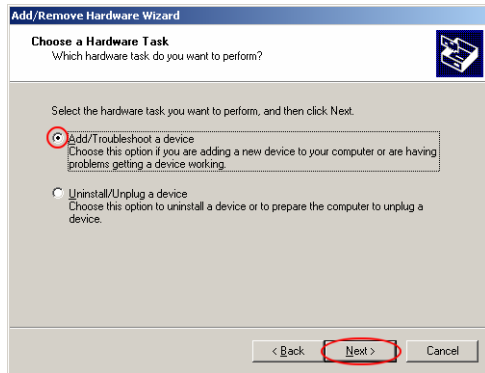 Add/Remove Hardware Wizard
Choose a Hardware Task
Which hardware task do you want to perform?
Select the hardware task you want to perform, and then click Next.
Add/Troubleshoot a device
Choose this option if you are adding a new device to your computer or are having
problems getting a device working.
Uninstall/Unplug a device
Choose this option to uninstall a device or to prepare the computer to unplug a
device.
< Back Next > Cancel